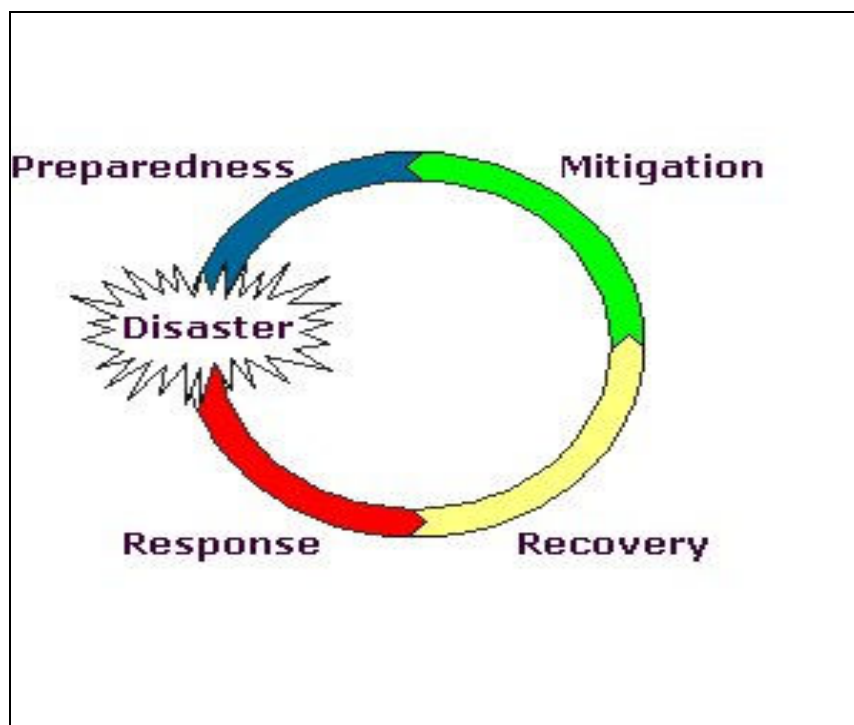 Preparedness
Mitigation
Disaster
Response
Recovery